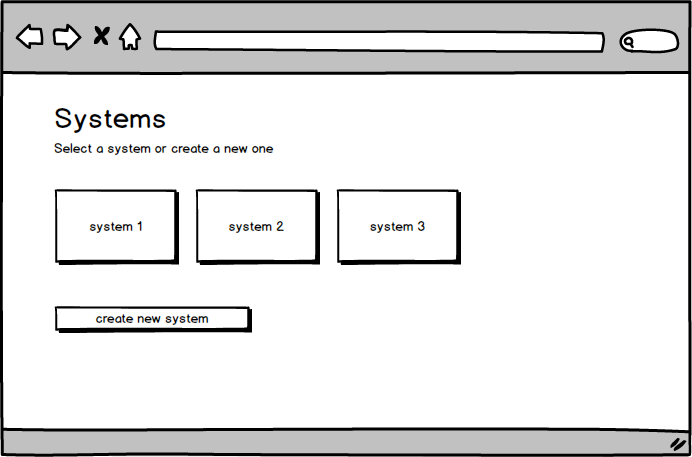 Systems
Select a system or create a new one
system 1
system 2
system 3
create new system